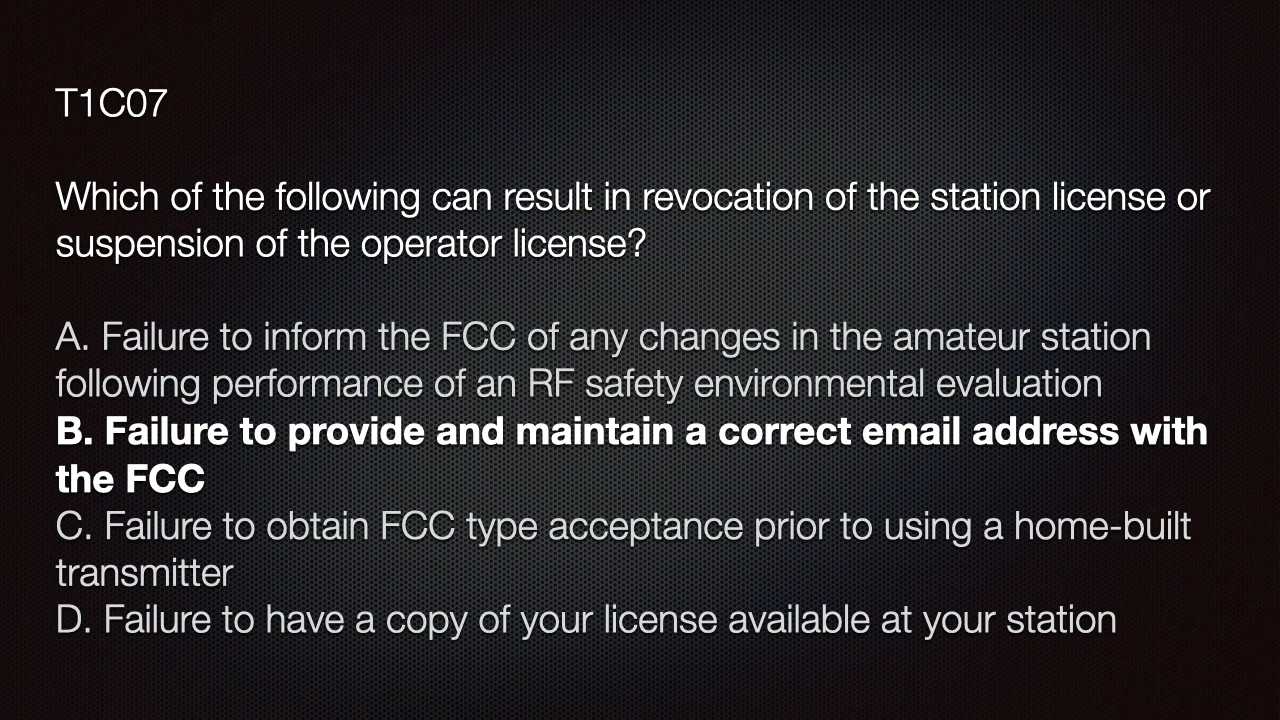 T1C07
Which of the following can result in revocation of the station license or
suspension of the operator license?
A. Failure to inform the FCC of any changes in the amateur station
following performance of an RF safety environmental evaluation
B. Failure to provide and maintain a correct email address with
the FCC
C. Failure to obtain FCC type acceptance prior to using a home-built
transmitter
D. Failure to have a copy of your license available at your station